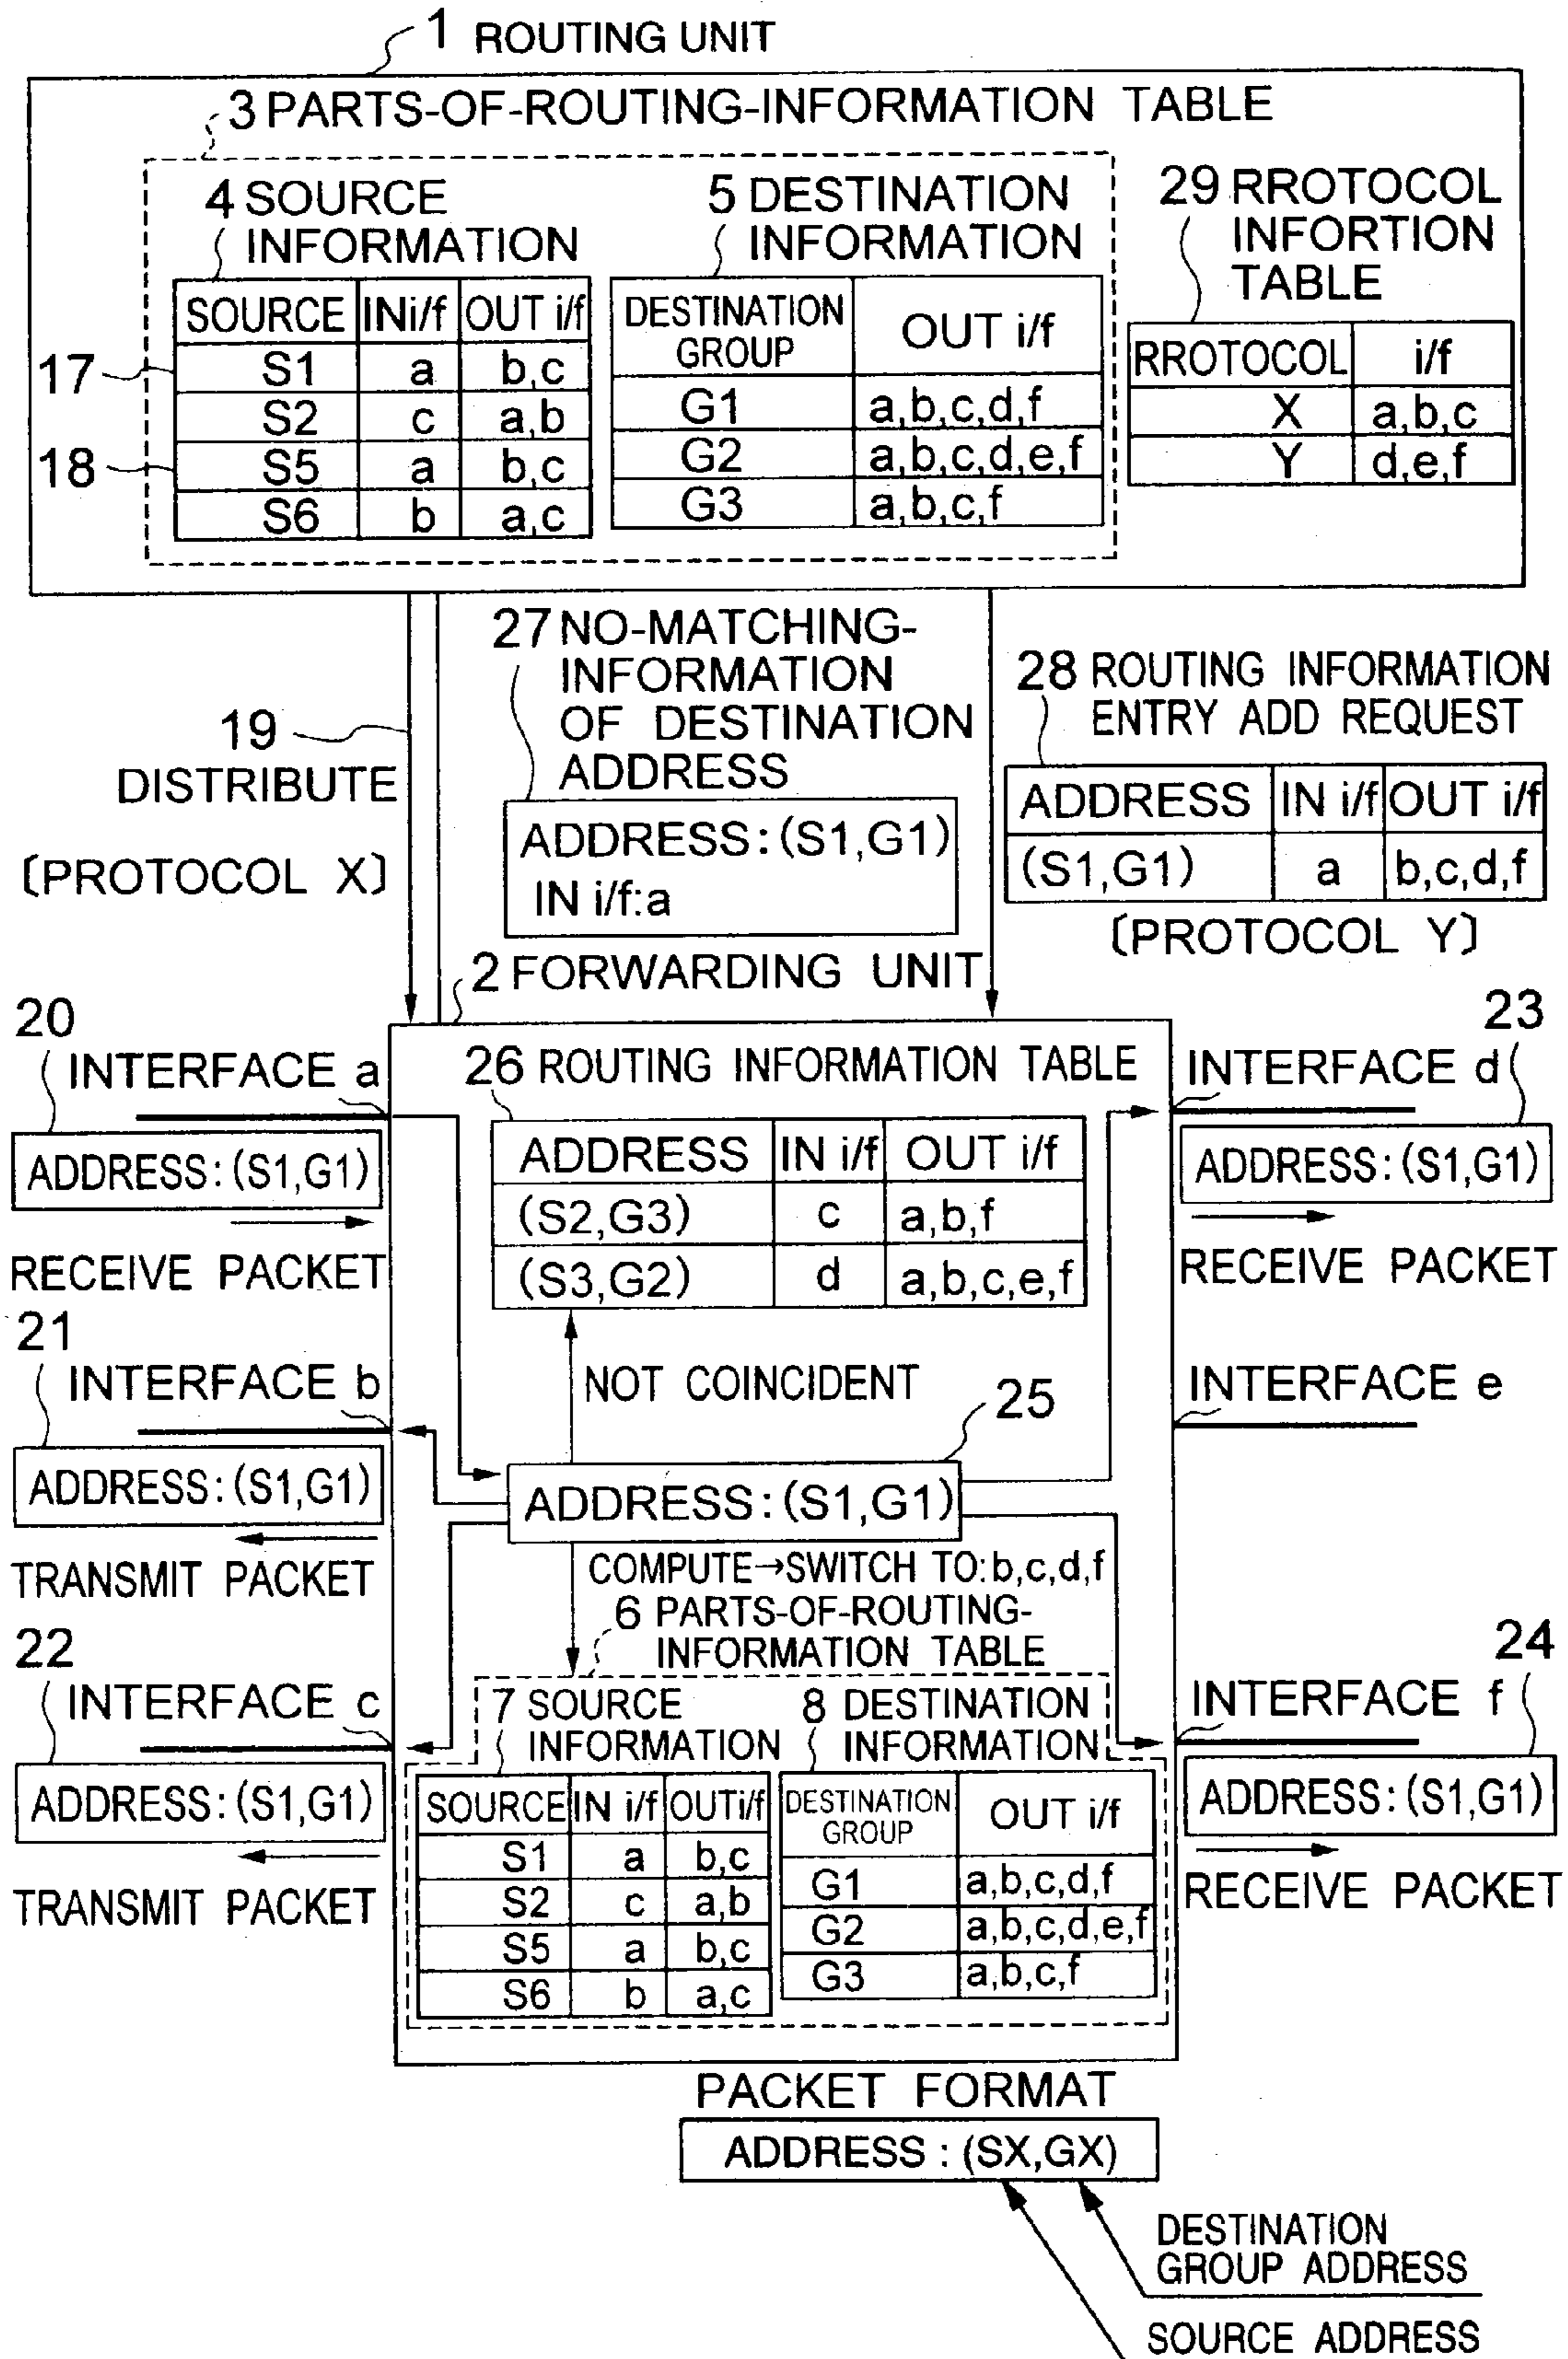 1 ROUTING UNIT
3 PARTS-OF-ROUTING-INFORMATION TABLE
4 SOURCE INFORMATION
5 DESTINATION INFORMATION
29 RROTOCOL INFORTION TABLE
SOURCE INi/f OUT i/f
17 S1 a b,c
S2 c a,b
18 S5 a b,c
S6 b a,c
DESTINATION GROUP OUT i/f
G1 a,b,c,d,f
G2 a,b,c,d,e,f
G3 a,b,c,f
RROTOCOL i/f
X a,b,c
Y d,e,f
19
DISTRIBUTE
〔PROTOCOL X〕
27 NO-MATCHING-
INFORMATION
OF DESTINATION
ADDRESS
ADDRESS:(S1,G1)
IN i/f:a
28 ROUTING INFORMATION
ENTRY ADD REQUEST
ADDRESS IN i/f OUT i/f
(S1,G1) a b,c,d,f
〔PROTOCOL Y〕
2 FORWARDING UNIT
20
INTERFACE a
ADDRESS:(S1,G1)
RECEIVE PACKET
21
INTERFACE b
ADDRESS:(S1,G1)
TRANSMIT PACKET
22
INTERFACE c
ADDRESS:(S1,G1)
TRANSMIT PACKET
26 ROUTING INFORMATION TABLE
ADDRESS IN i/f OUT i/f
(S2,G3) c a,b,f
(S3,G2) d a,b,c,e,f
NOT COINCIDENT
25
ADDRESS:(S1,G1)
COMPUTE→SWITCH TO:b,c,d,f
6 PARTS-OF-ROUTING-
INFORMATION TABLE
7 SOURCE INFORMATION
8 DESTINATION INFORMATION
SOURCE IN i/f OUTi/f
S1 a b,c
S2 c a,b
S5 a b,c
S6 b a,c
DESTINATION GROUP OUT i/f
G1 a,b,c,d,f
G2 a,b,c,d,e,f
G3 a,b,c,f
23
INTERFACE d
ADDRESS:(S1,G1)
RECEIVE PACKET
INTERFACE e
24
INTERFACE f
ADDRESS:(S1,G1)
RECEIVE PACKET
PACKET FORMAT
ADDRESS : (SX,GX)
DESTINATION
GROUP ADDRESS
SOURCE ADDRESS